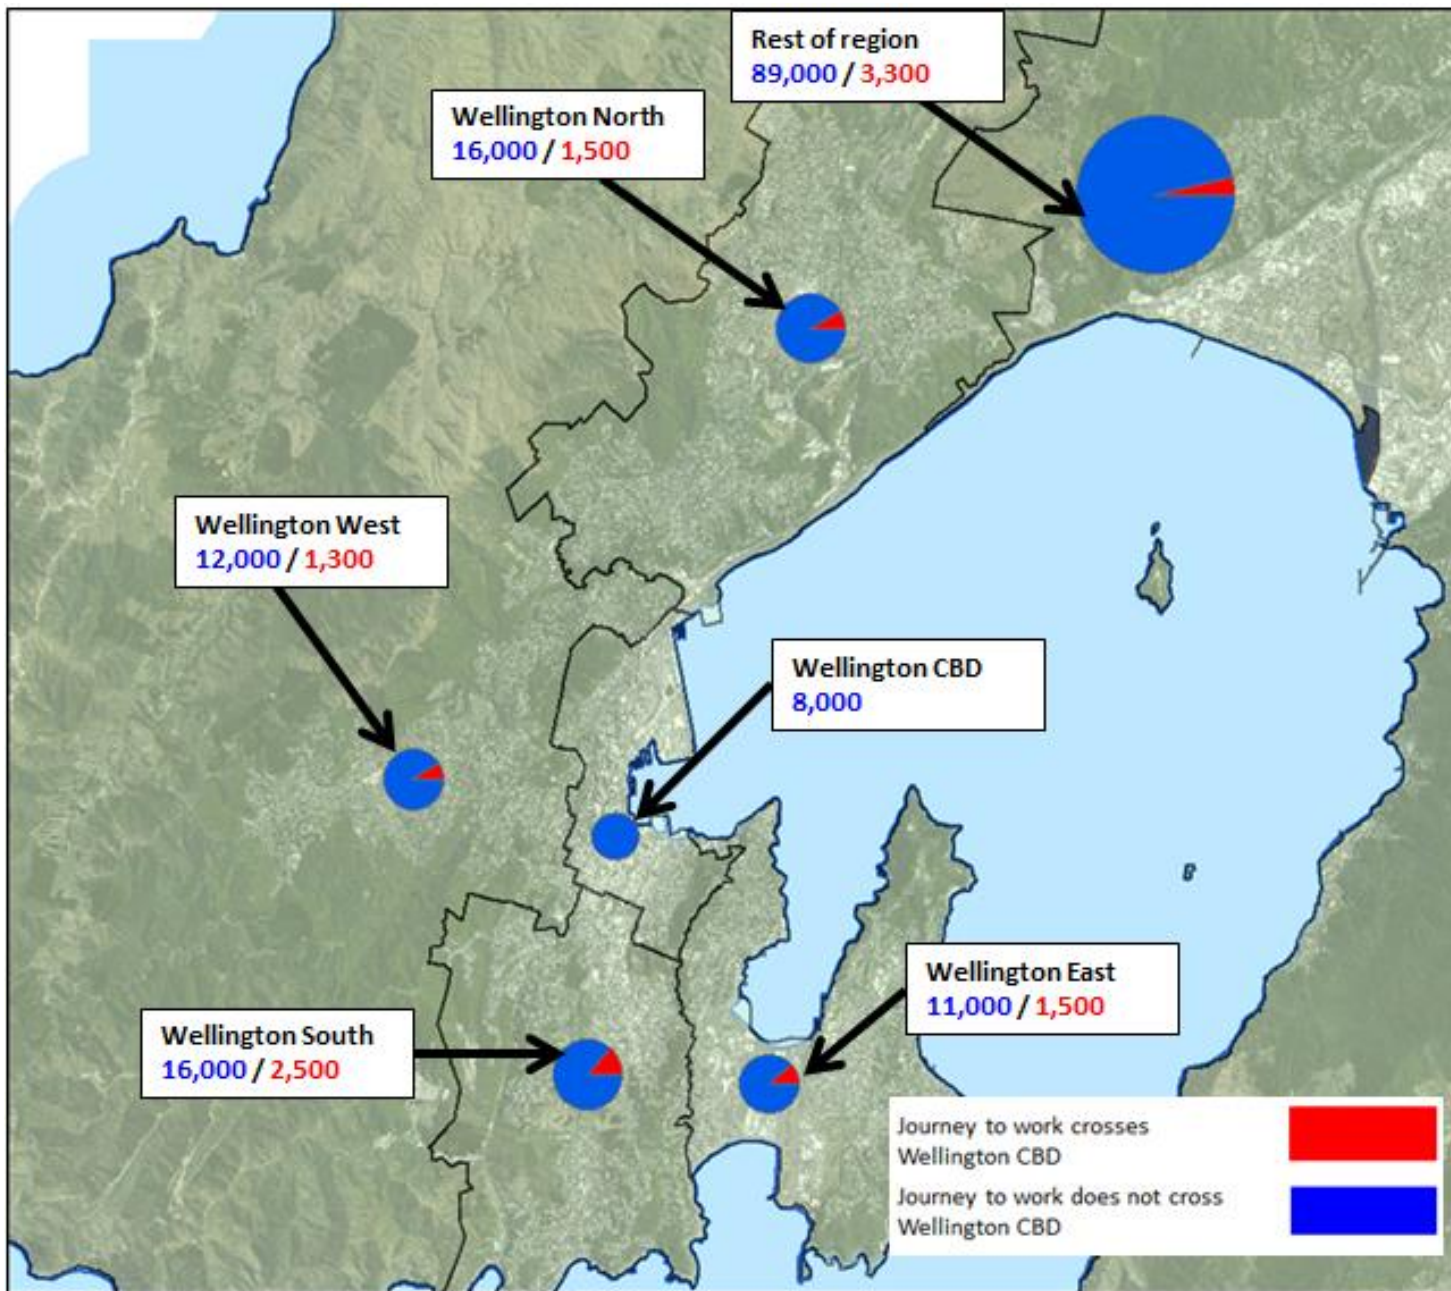 Rest of region
89,000 / 3,300
Wellington North
16,000 / 1,500
Wellington West
12,000 / 1,300
Wellington CBD
8,000
Wellington East
11,000 / 1,500
Wellington South
16,000 / 2,500
Journey to work crosses
Wellington CBD
Journey to work does not cross
Wellington CBD